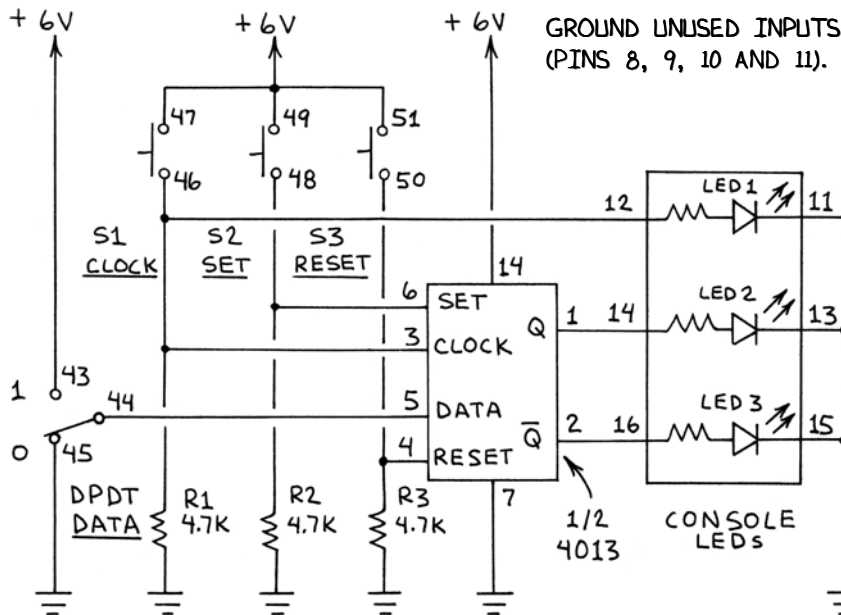 + 6V
+ 6V
+ 6V
GROUND UNUSED INPUTS
(PINS 8, 9, 10 AND 11).
47
49
51
46
48
50
S1
CLOCK
S2
SET
S3
RESET
12
LED 1
11
14
6
SET
3
CLOCK
Q
1
14
LED 2
13
1
43
44
5
DATA
0
45
4
RESET
Q̅
2
16
LED 3
15
DPDT
DATA
R1
4.7K
R2
4.7K
R3
4.7K
7
1/2
4013
CONSOLE
LEDs